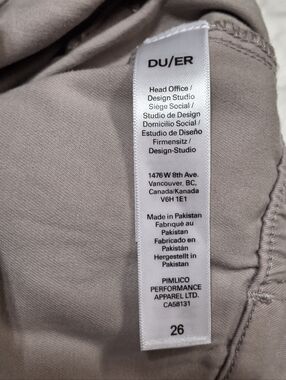 DU/ER
Head Office /
Design Studio
Siège Social /
Studio de Design
Domicilio Social /
Estudio de Diseño
Firmensitz /
Design-Studio
1476 W 8th Ave.
Vancouver, BC,
Canada/Kanada
V6H 1E1
Made in Pakistan
Fabriqué au
Pakistan
Fabricado en
Pakistán
Hergestellt in
Pakistan
PIMLICO
PERFORMANCE
APPAREL LTD.
CA58131
26